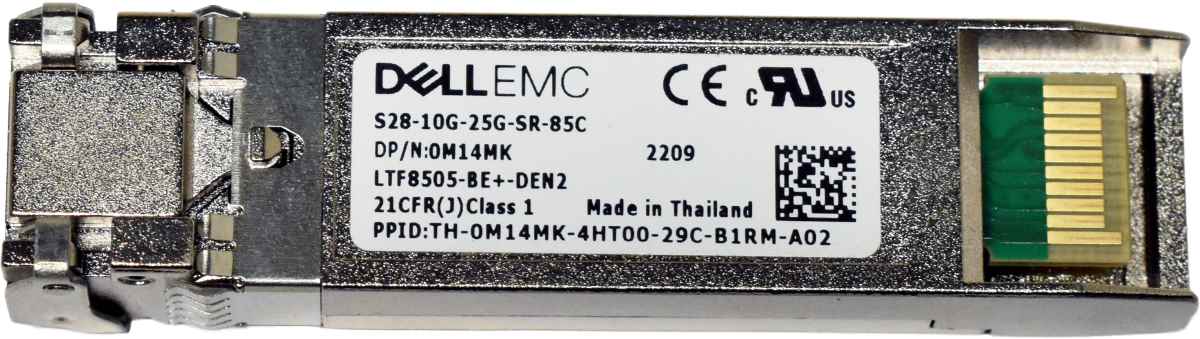 DELLEMC CE c RU US
S28-10G-25G-SR-85C
DP/N:0M14MK 2209
LTF8505-BE+-DEN2
21CFR(J)Class 1 Made in Thailand
PPID:TH-0M14MK-4HT00-29C-B1RM-A02